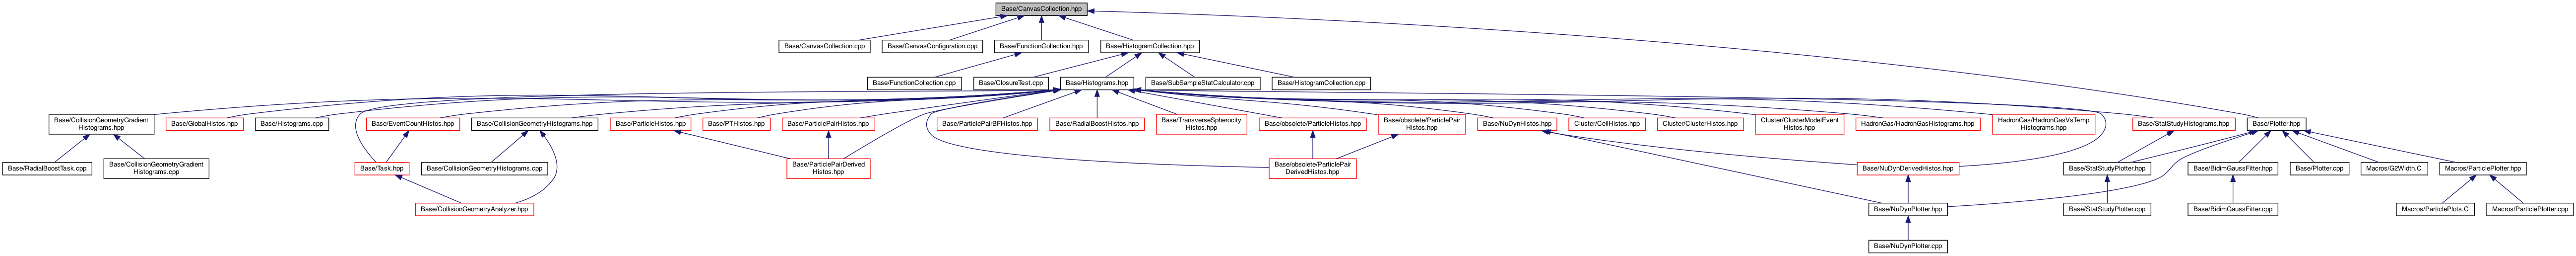 Base/CanvasCollection.hpp
Base/CanvasCollection.cpp
Base/CanvasConfiguration.cpp
Base/FunctionCollection.hpp
Base/HistogramCollection.hpp
Base/FunctionCollection.cpp
Base/ClosureTest.cpp
Base/Histograms.hpp
Base/SubSampleStatCalculator.cpp
Base/HistogramCollection.cpp
Base/CollisionGeometryGradient
Histograms.hpp
Base/GlobalHistos.hpp
Base/Histograms.cpp
Base/EventCountHistos.hpp
Base/CollisionGeometryHistograms.hpp
Base/ParticleHistos.hpp
Base/PTHistos.hpp
Base/ParticlePairHistos.hpp
Base/ParticlePairBFHistos.hpp
Base/RadialBoostHistos.hpp
Base/TransverseSpherocity
Histos.hpp
Base/obsolete/ParticleHistos.hpp
Base/obsolete/ParticlePair
Histos.hpp
Base/NuDynHistos.hpp
Cluster/CellHistos.hpp
Cluster/ClusterHistos.hpp
Cluster/ClusterModelEvent
Histos.hpp
HadronGas/HadronGasHistograms.hpp
HadronGas/HadronGasVsTemp
Histograms.hpp
Base/StatStudyHistograms.hpp
Base/Plotter.hpp
Base/RadialBoostTask.cpp
Base/CollisionGeometryGradient
Histograms.cpp
Base/Task.hpp
Base/CollisionGeometryHistograms.cpp
Base/ParticlePairDerived
Histos.hpp
Base/obsolete/ParticlePair
DerivedHistos.hpp
Base/NuDynDerivedHistos.hpp
Base/StatStudyPlotter.hpp
Base/BidimGaussFitter.hpp
Base/Plotter.cpp
Macros/G2Width.C
Macros/ParticlePlotter.hpp
Base/CollisionGeometryAnalyzer.hpp
Base/NuDynPlotter.hpp
Base/StatStudyPlotter.cpp
Base/BidimGaussFitter.cpp
Macros/ParticlePlots.C
Macros/ParticlePlotter.cpp
Base/NuDynPlotter.cpp